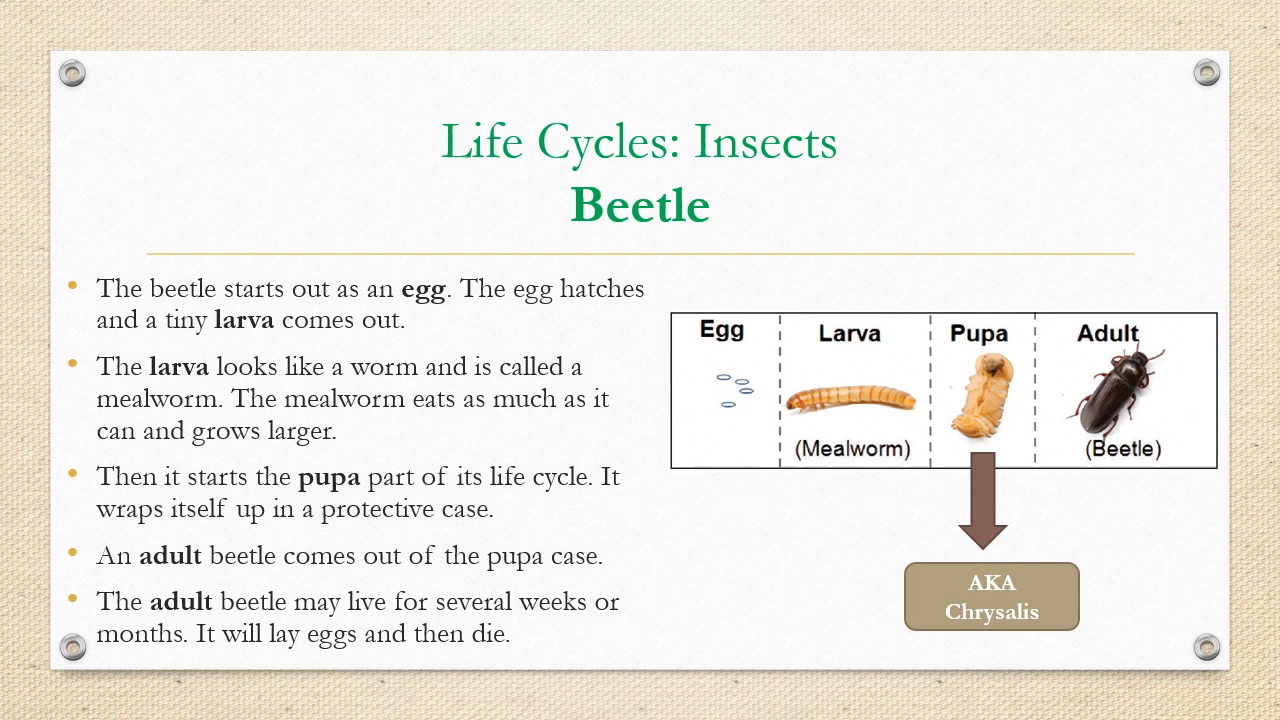 Life Cycles: Insects
Beetle
• The beetle starts out as an egg. The egg hatches
and a tiny larva comes out.
• The larva looks like a worm and is called a
mealworm. The mealworm eats as much as it
can and grows larger.
• Then it starts the pupa part of its life cycle. It
wraps itself up in a protective case.
• An adult beetle comes out of the pupa case.
• The adult beetle may live for several weeks or
months. It will lay eggs and then die.
Egg Larva Pupa Adult
(Mealworm) (Beetle)
AKA
Chrysalis